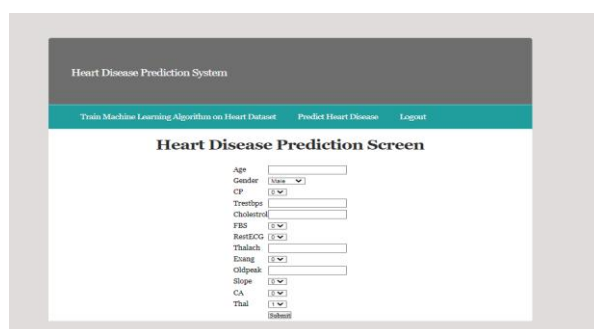 Heart Disease Prediction System
Train Machine Learning Algorithm on Heart Dataset Predict Heart Disease Logout
Heart Disease Prediction Screen
Age
Gender Male
CP 0
Trestbps
Cholestrol
FBS 0
RestECG 0
Thalach
Exang 0
Oldpeak
Slope 0
CA 0
Thal 1
Submit